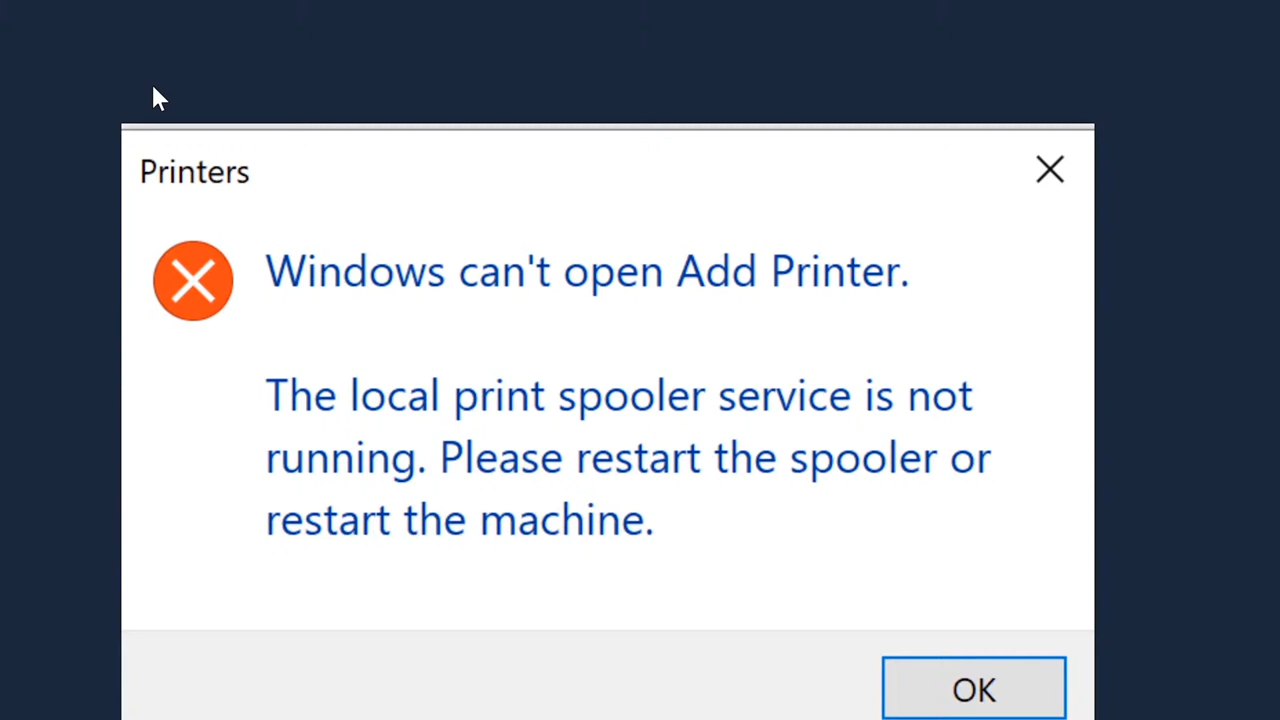 Printers
Windows can't open Add Printer.
The local print spooler service is not
running. Please restart the spooler or
restart the machine.
OK